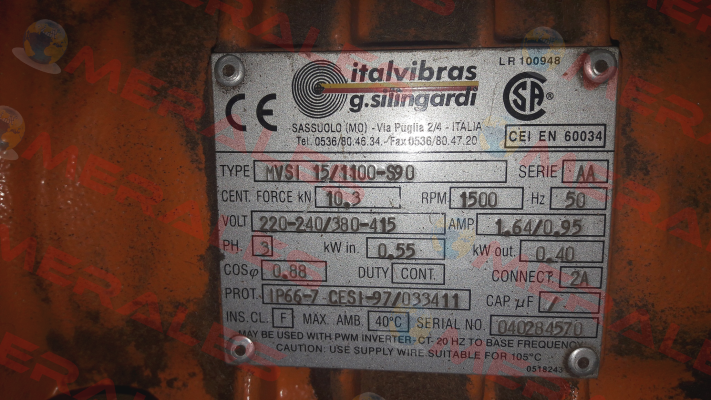 italvibras
g.silingardi
LR 100948
CE
SA
SASSUOLO (MO) - Via Puglia 2/4 - ITALIA
Tel. 0536/80.46.34.-Fax 0536/80.47.20
CEI EN 60034
TYPE MVSI 15/1100-S90 SERIE AA
CENT. FORCE kN 10.3 RPM 1500 Hz 50
VOLT 220-240/380-415 AMP 1.64/0.95
PH. 3 kW in. 0.55 kW out. 0.40
COSφ 0.88 DUTY CONT. CONNECT. 2A
PROT. IP66-7 CESI-97/033411 CAP μF /
INS.CL. F MAX. AMB. 40°C SERIAL NO. 040284570
MAY BE USED WITH PWM INVERTER-CT-20 HZ TO BASE FREQUENCY
CAUTION: USE SUPPLY WIRE SUITABLE FOR 105°C
0518243